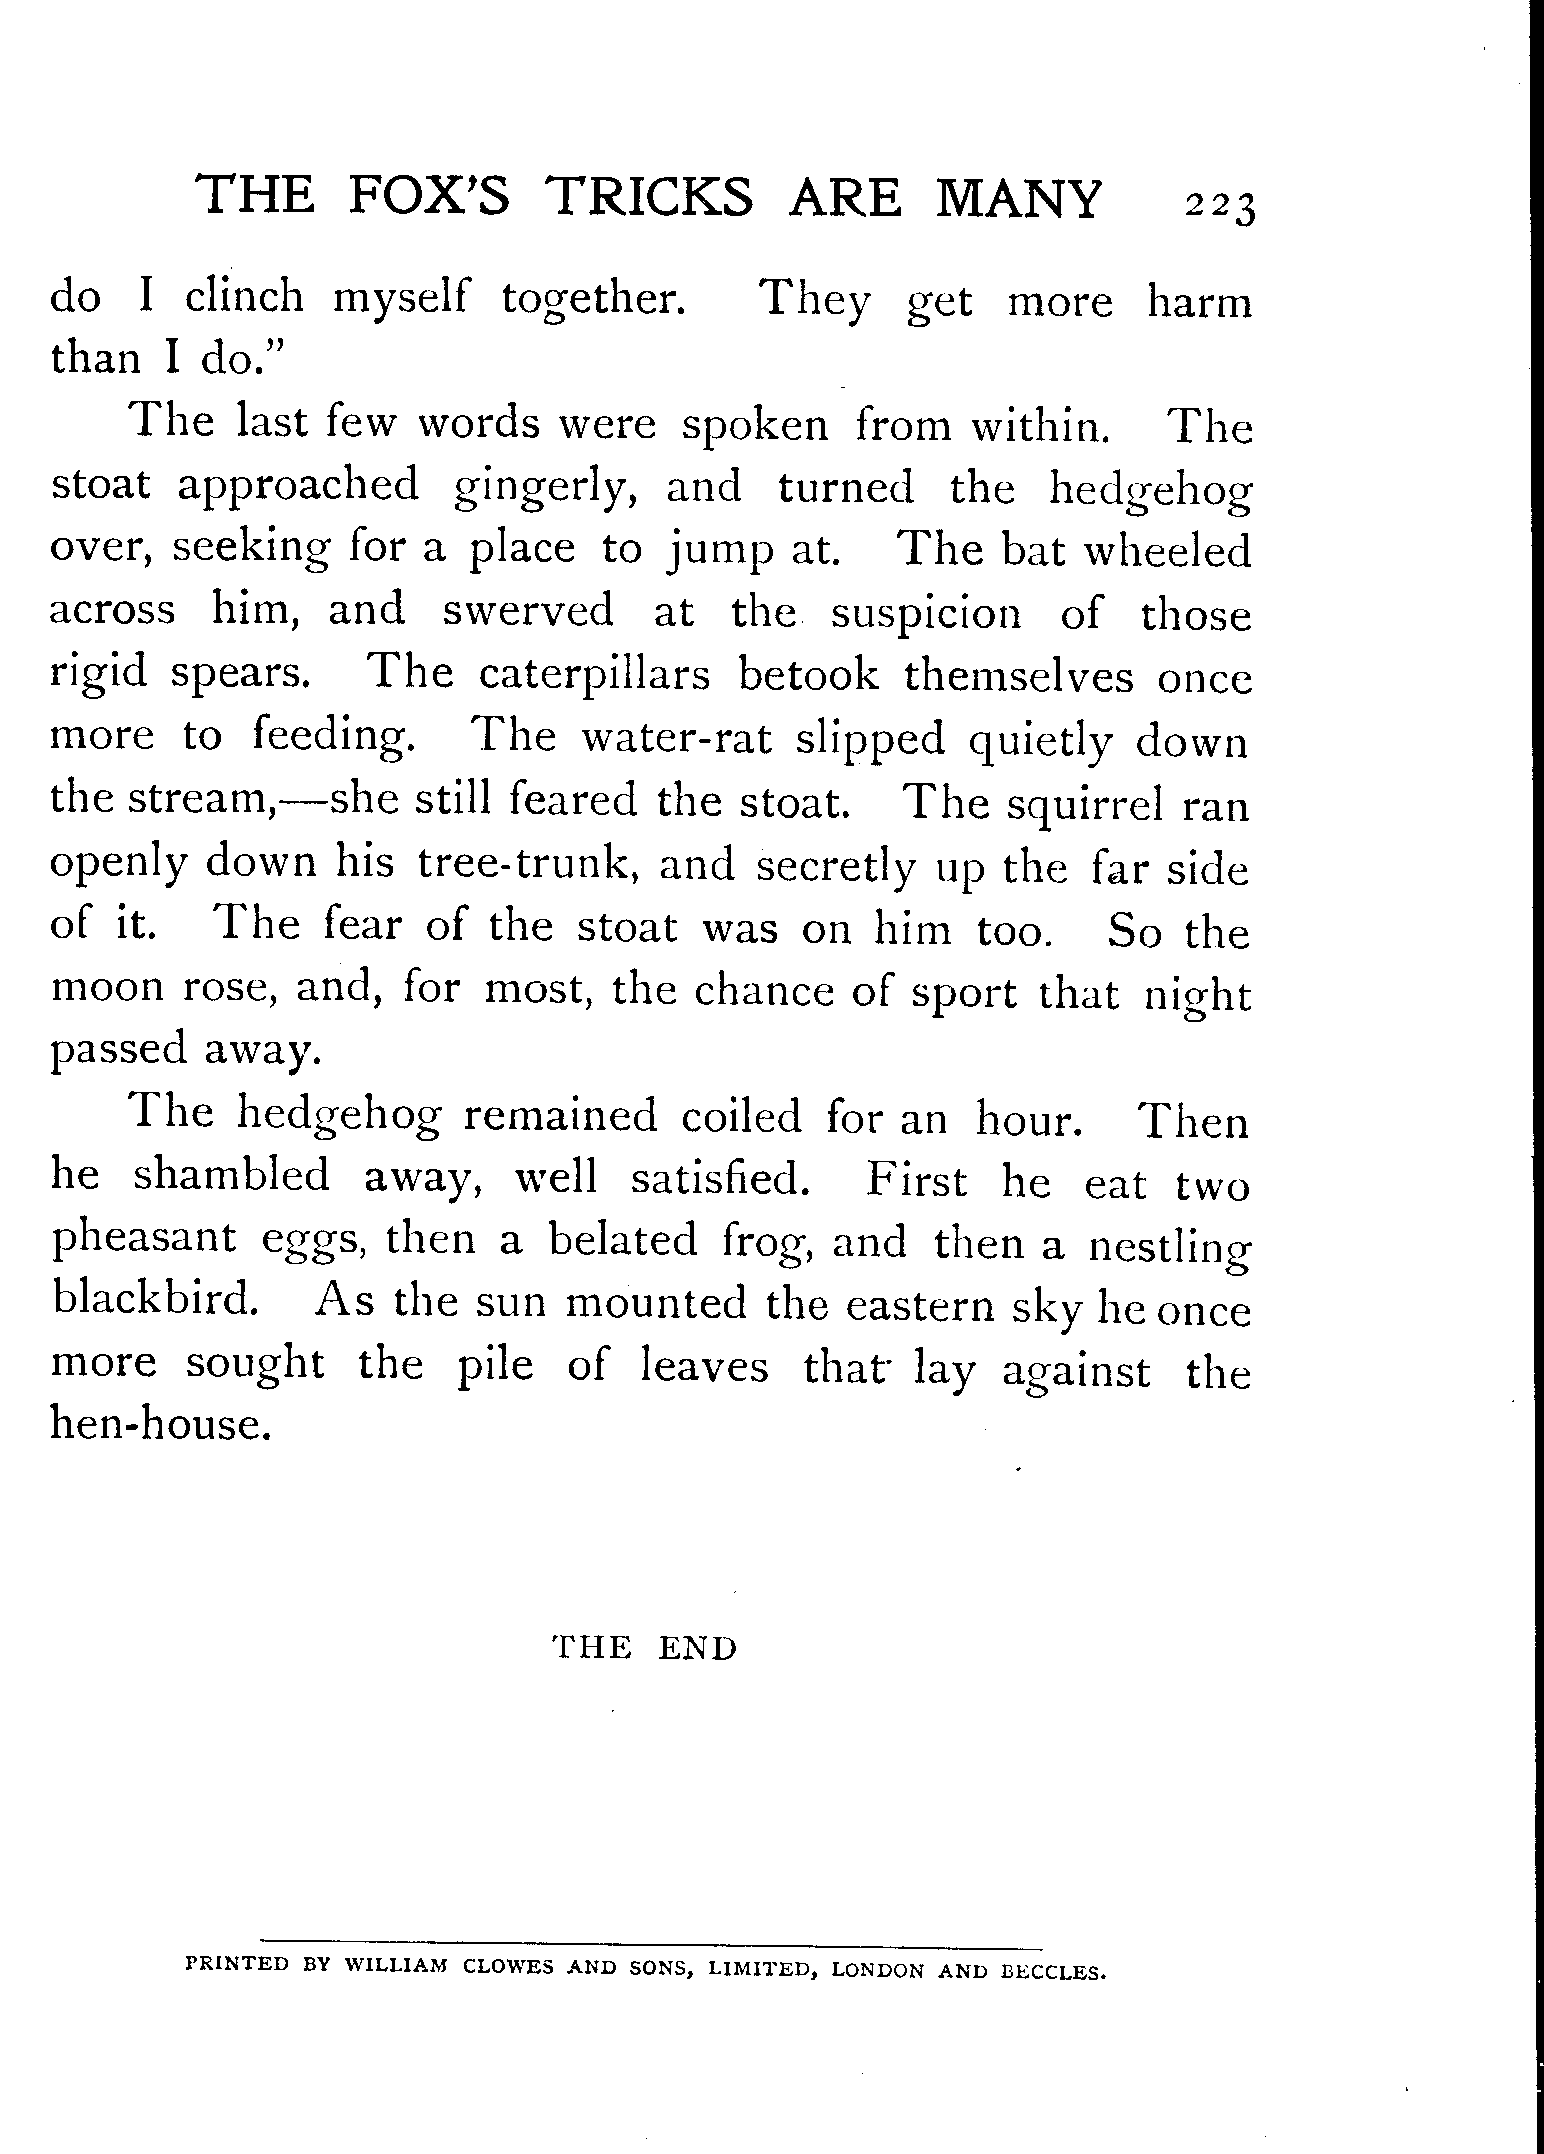 THE FOX'S TRICKS ARE MANY 223
do I clinch myself together. They get more harm
than I do.”
The last few words were spoken from within. The
stoat approached gingerly, and turned the hedgehog
over, seeking for a place to jump at. The bat wheeled
across him, and swerved at the suspicion of those
rigid spears. The caterpillars betook themselves once
more to feeding. The water-rat slipped quietly down
the stream,—she still feared the stoat. The squirrel ran
openly down his tree-trunk, and secretly up the far side
of it. The fear of the stoat was on him too. So the
moon rose, and, for most, the chance of sport that night
passed away.
The hedgehog remained coiled for an hour. Then
he shambled away, well satisfied. First he eat two
pheasant eggs, then a belated frog, and then a nestling
blackbird. As the sun mounted the eastern sky he once
more sought the pile of leaves that lay against the
hen-house.
THE END
PRINTED BY WILLIAM CLOWES AND SONS, LIMITED, LONDON AND BECCLES.